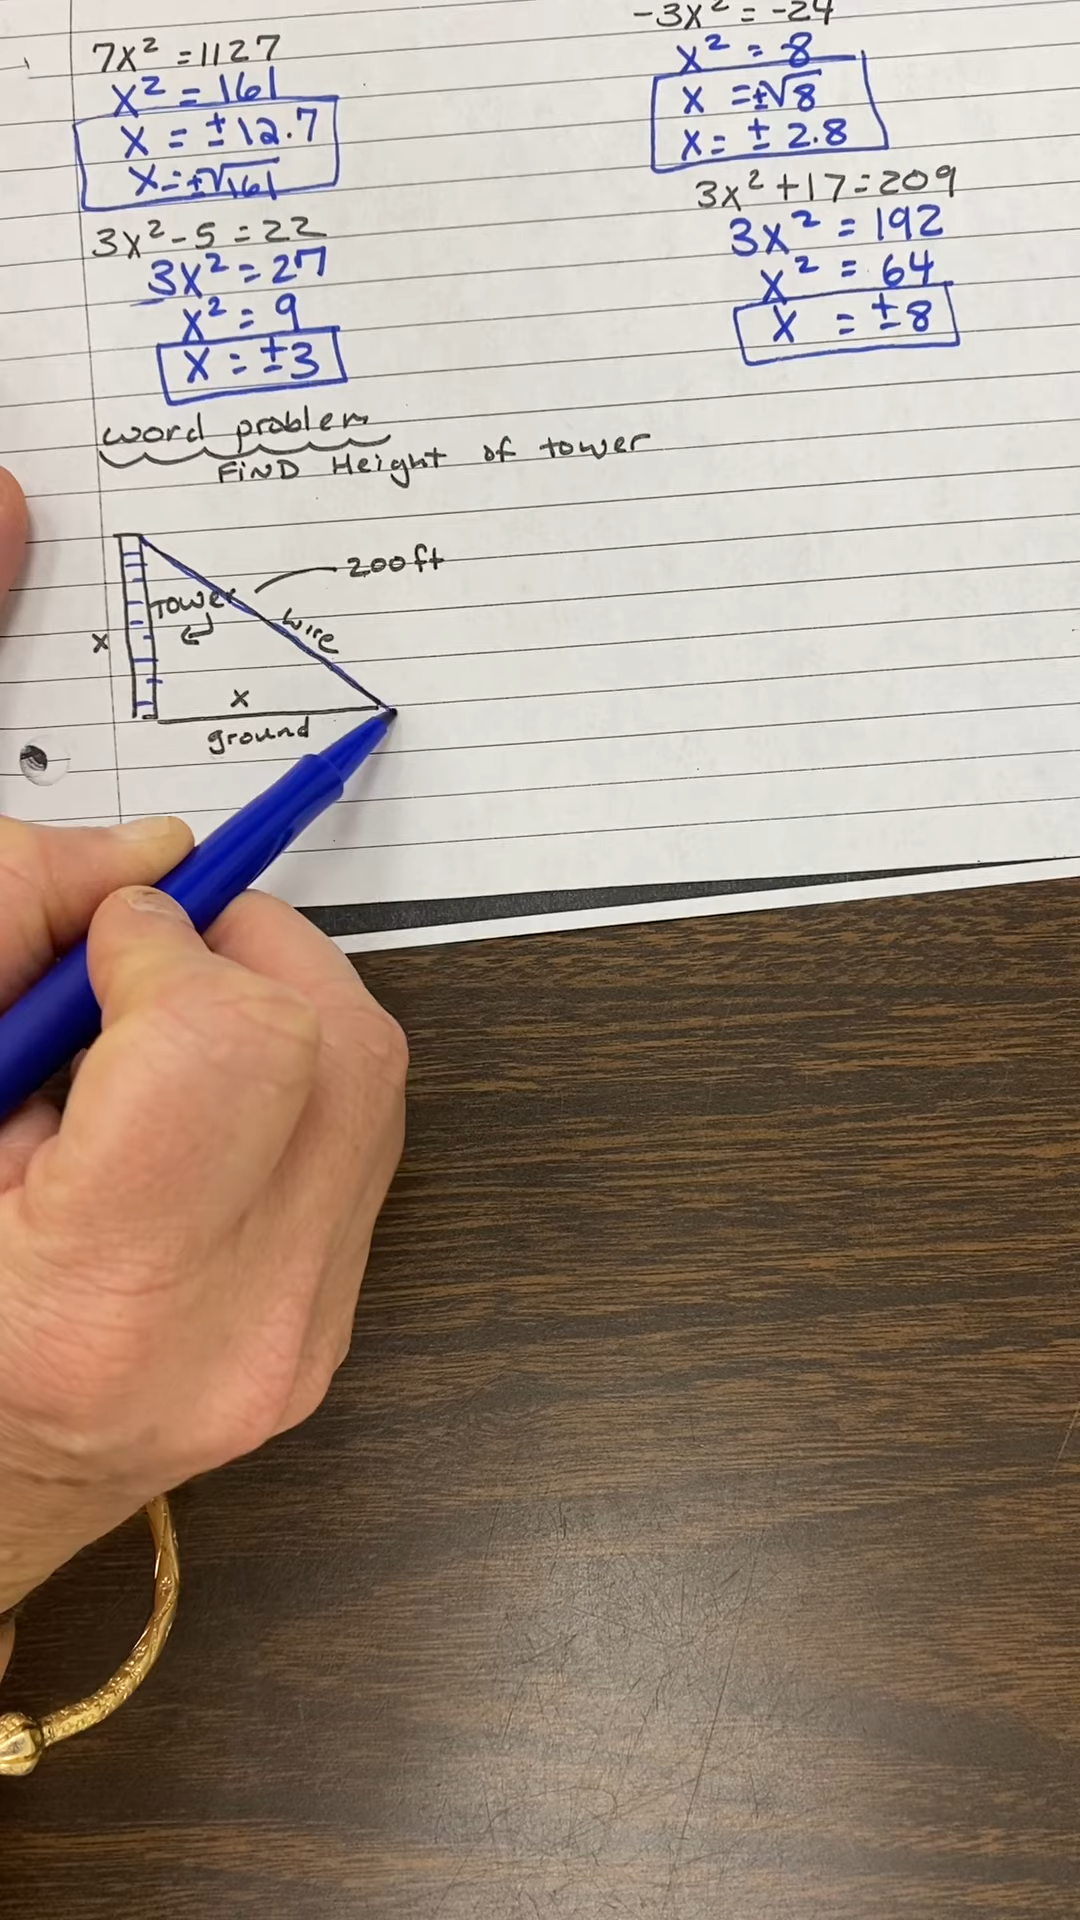 7x² = 1127
x² = 161
x = ±12.7
x = ±√161
-3x² = -24
x² = 8
x = ±√8
x = ± 2.8
3x² - 5 = 22
3x² = 27
x² = 9
x = ±3
3x² + 17 = 209
3x² = 192
x² = 64
x = ±8
word problem
FIND Height of tower
200ft
TOWER
wire
x
x
ground